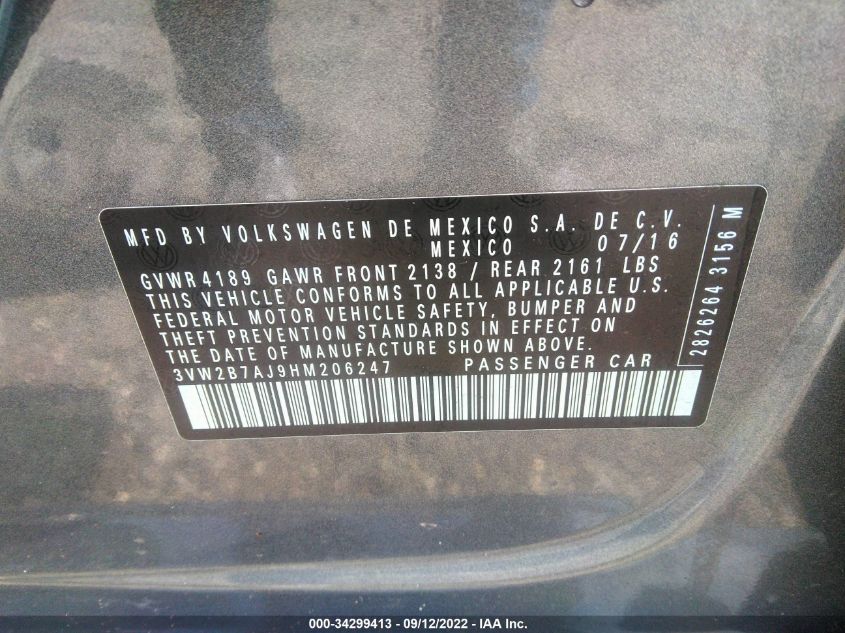 MFD BY VOLKSWAGEN DE MEXICO S.A. DE C.V.
MEXICO 07/16
GVWR 4189 GAWR FRONT 2138 / REAR 2161 LBS
THIS VEHICLE CONFORMS TO ALL APPLICABLE U.S.
FEDERAL MOTOR VEHICLE SAFETY, BUMPER AND
THEFT PREVENTION STANDARDS IN EFFECT ON
THE DATE OF MANUFACTURE SHOWN ABOVE.
3VW2B7AJ9HM206247 PASSENGER CAR
2826264 3156 M
000-34299413 - 09/12/2022 - IAA Inc.